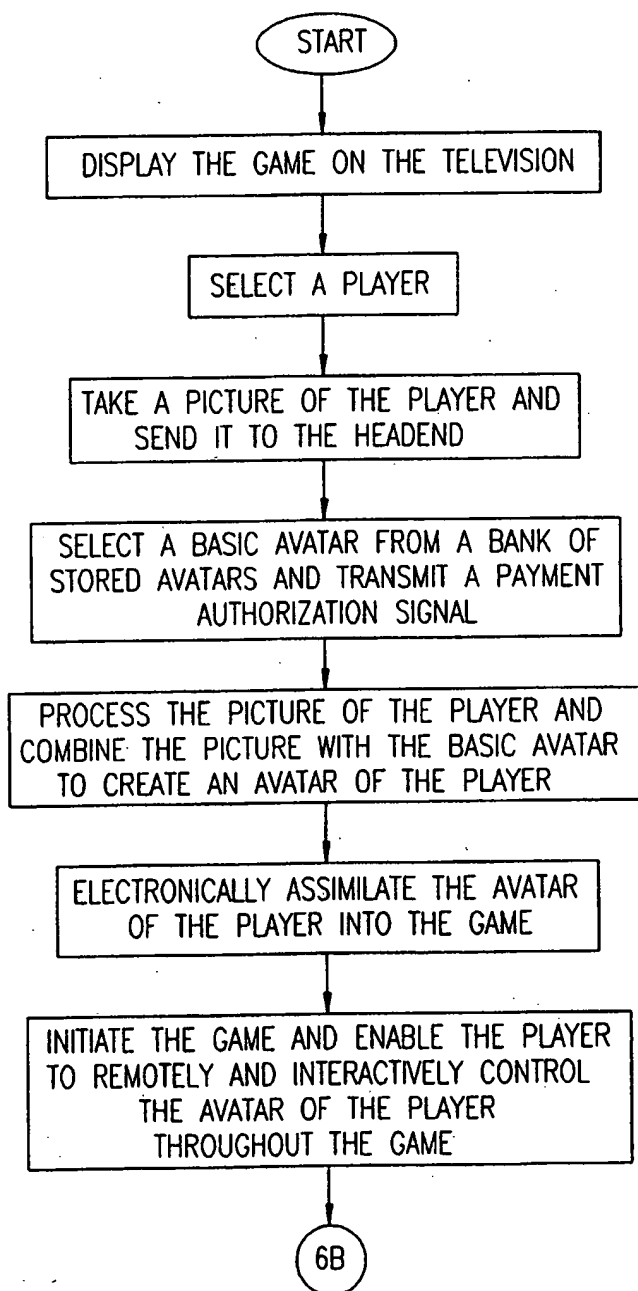 START
DISPLAY THE GAME ON THE TELEVISION
SELECT A PLAYER
TAKE A PICTURE OF THE PLAYER AND
SEND IT TO THE HEADEND
SELECT A BASIC AVATAR FROM A BANK OF
STORED AVATARS AND TRANSMIT A PAYMENT
AUTHORIZATION SIGNAL
PROCESS THE PICTURE OF THE PLAYER AND
COMBINE THE PICTURE WITH THE BASIC AVATAR
TO CREATE AN AVATAR OF THE PLAYER
ELECTRONICALLY ASSIMILATE THE AVATAR
OF THE PLAYER INTO THE GAME
INITIATE THE GAME AND ENABLE THE PLAYER
TO REMOTELY AND INTERACTIVELY CONTROL
THE AVATAR OF THE PLAYER
THROUGHOUT THE GAME
6B